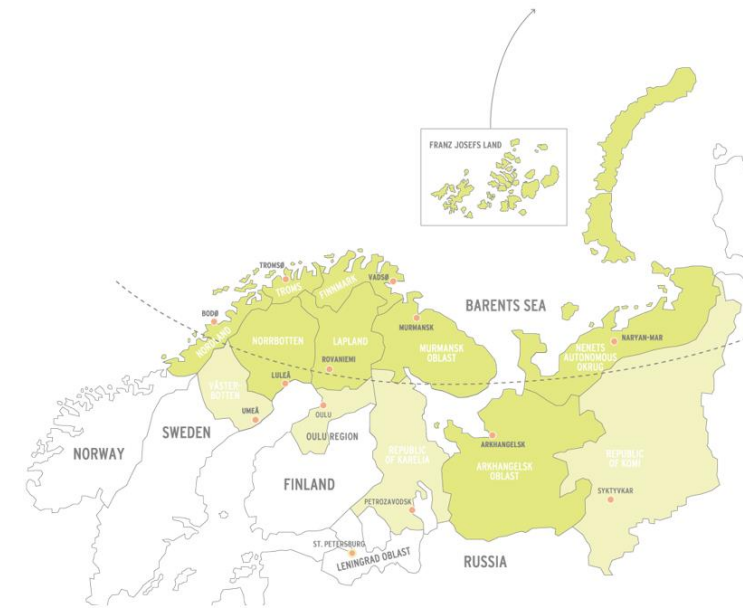 FRANZ JOSEFS LAND
TROMSØ
TROMS
FINNMARK
VADSØ
BARENTS SEA
BODØ
NORDLAND
MURMANSK
NORRBOTTEN
LAPLAND
MURMANSK
OBLAST
NARYAN-MAR
NENETS
AUTONOMOUS
OKRUG
ROVANIEMI
LULEÅ
VÄSTER-
BOTTEN
UMEÅ
OULU
OULU REGION
SWEDEN
NORWAY
ARKHANGELSK
REPUBLIC
OF KARELIA
ARKHANGELSK
OBLAST
REPUBLIC
OF KOMI
FINLAND
SYKTYVKAR
PETROZAVODSK
ST. PETERSBURG
LENINGRAD OBLAST
RUSSIA